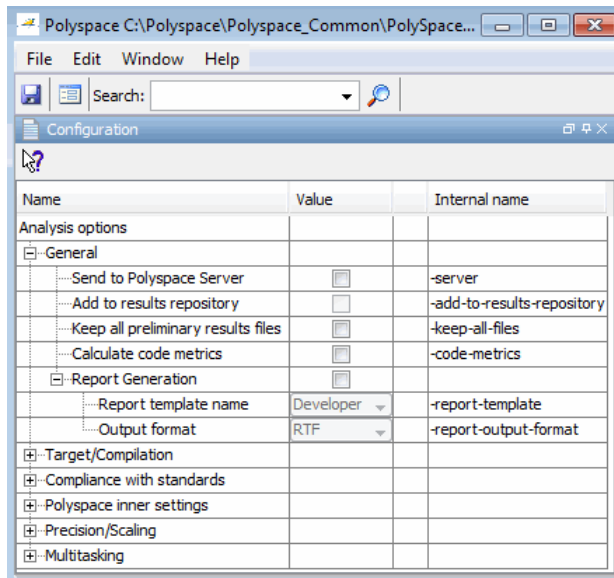 Polyspace C:\Polyspace\Polyspace_Common\PolySpace...
File Edit Window Help
Search:
Configuration
Name Value Internal name
Analysis options
General
Send to Polyspace Server -server
Add to results repository -add-to-results-repository
Keep all preliminary results files -keep-all-files
Calculate code metrics -code-metrics
Report Generation
Report template name Developer -report-template
Output format RTF -report-output-format
Target/Compilation
Compliance with standards
Polyspace inner settings
Precision/Scaling
Multitasking